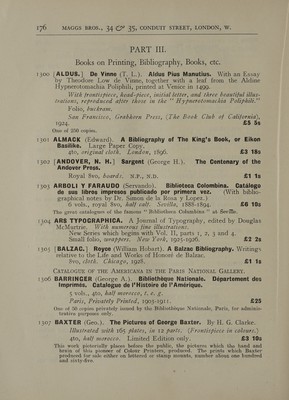 176 MAGGS BROS., 34 & 35, CONDUIT STREET, LONDON, W.
PART III.
Books on Printing, Bibliography, Books, etc.
1300 [ALDUS.] De Vinne (T. L.). Aldus Pius Manutius. With an Essay
by Theodore Low de Vinne, together with a leaf from the Aldine
Hypnerotomachia Poliphili, printed at Venice in 1499.
With frontispiece, head-piece, initial letter, and three beautiful illus-
trations, reproduced after those in the "Hypnerotomachia Poliphili."
Folio, buckram.
San Francisco, Grabhorn Press, (The Book Club of California),
1924. £5 5s
One of 250 copies.
1301 ALMACK (Edward). A Bibliography of The King's Book, or Eikon
Basilike. Large Paper Copy.
4to, original cloth. London, 1896. £3 18s
1302 [ANDOVER, N. H.] Sargent (George H.). The Centenary of the
Andover Press.
Royal 8vo, boards. N.P., N.D. £1 1s
1303 ARBOLI Y FARAUDO (Servando). Biblioteca Colombina. Catálogo
de sus libros impresos publicado por primera vez. (With biblio-
graphical notes by Dr. Simon de la Rosa y Lopez.)
6 vols., royal 8vo, half calf. Sevilla, 1888-1894. £6 10s
The great catalogue of the famous "Biblioteca Colombina" at Seville.
1304 ARS TYPOGRAPHICA. A Journal of Typography, edited by Douglas
McMurtrie. With numerous fine illustrations.
New Series which begins with Vol. II, parts 1, 2, 3 and 4.
Small folio, wrappers. New York, 1925-1926. £2 2s
1305 [BALZAC.] Royce (William Hobart). A Balzac Bibliography. Writings
relative to the Life and Works of Honoré de Balzac.
8vo, cloth. Chicago, 1928. £1 1s
CATALOGUE OF THE AMERICANA IN THE PARIS NATIONAL GALLERY.
1306 BARRINGER (George A.). Bibliothèque Nationale. Département des
Imprimés. Catalogue de l'Histoire de l'Amérique.
5 vols., 4to, half morocco, t. e. g.
Paris, Privately Printed, 1903-1911. £25
One of 50 copies privately issued by the Bibliothèque Nationale, Paris, for adminis-
trative purposes only.
1307 BAXTER (Geo.). The Pictures of George Baxter. By H. G. Clarke.
Illustrated with 165 plates, in 12 parts; (Frontispiece in colours.)
4to, half morocco. Limited Edition only. £3 10s
This work pictorially places before the public, the pictures which the hand and
brain of this pioneer of Colour Printers, produced. The prints which Baxter
produced for sale either on lettered or stamp mounts, number about one hundred
and sixty-five